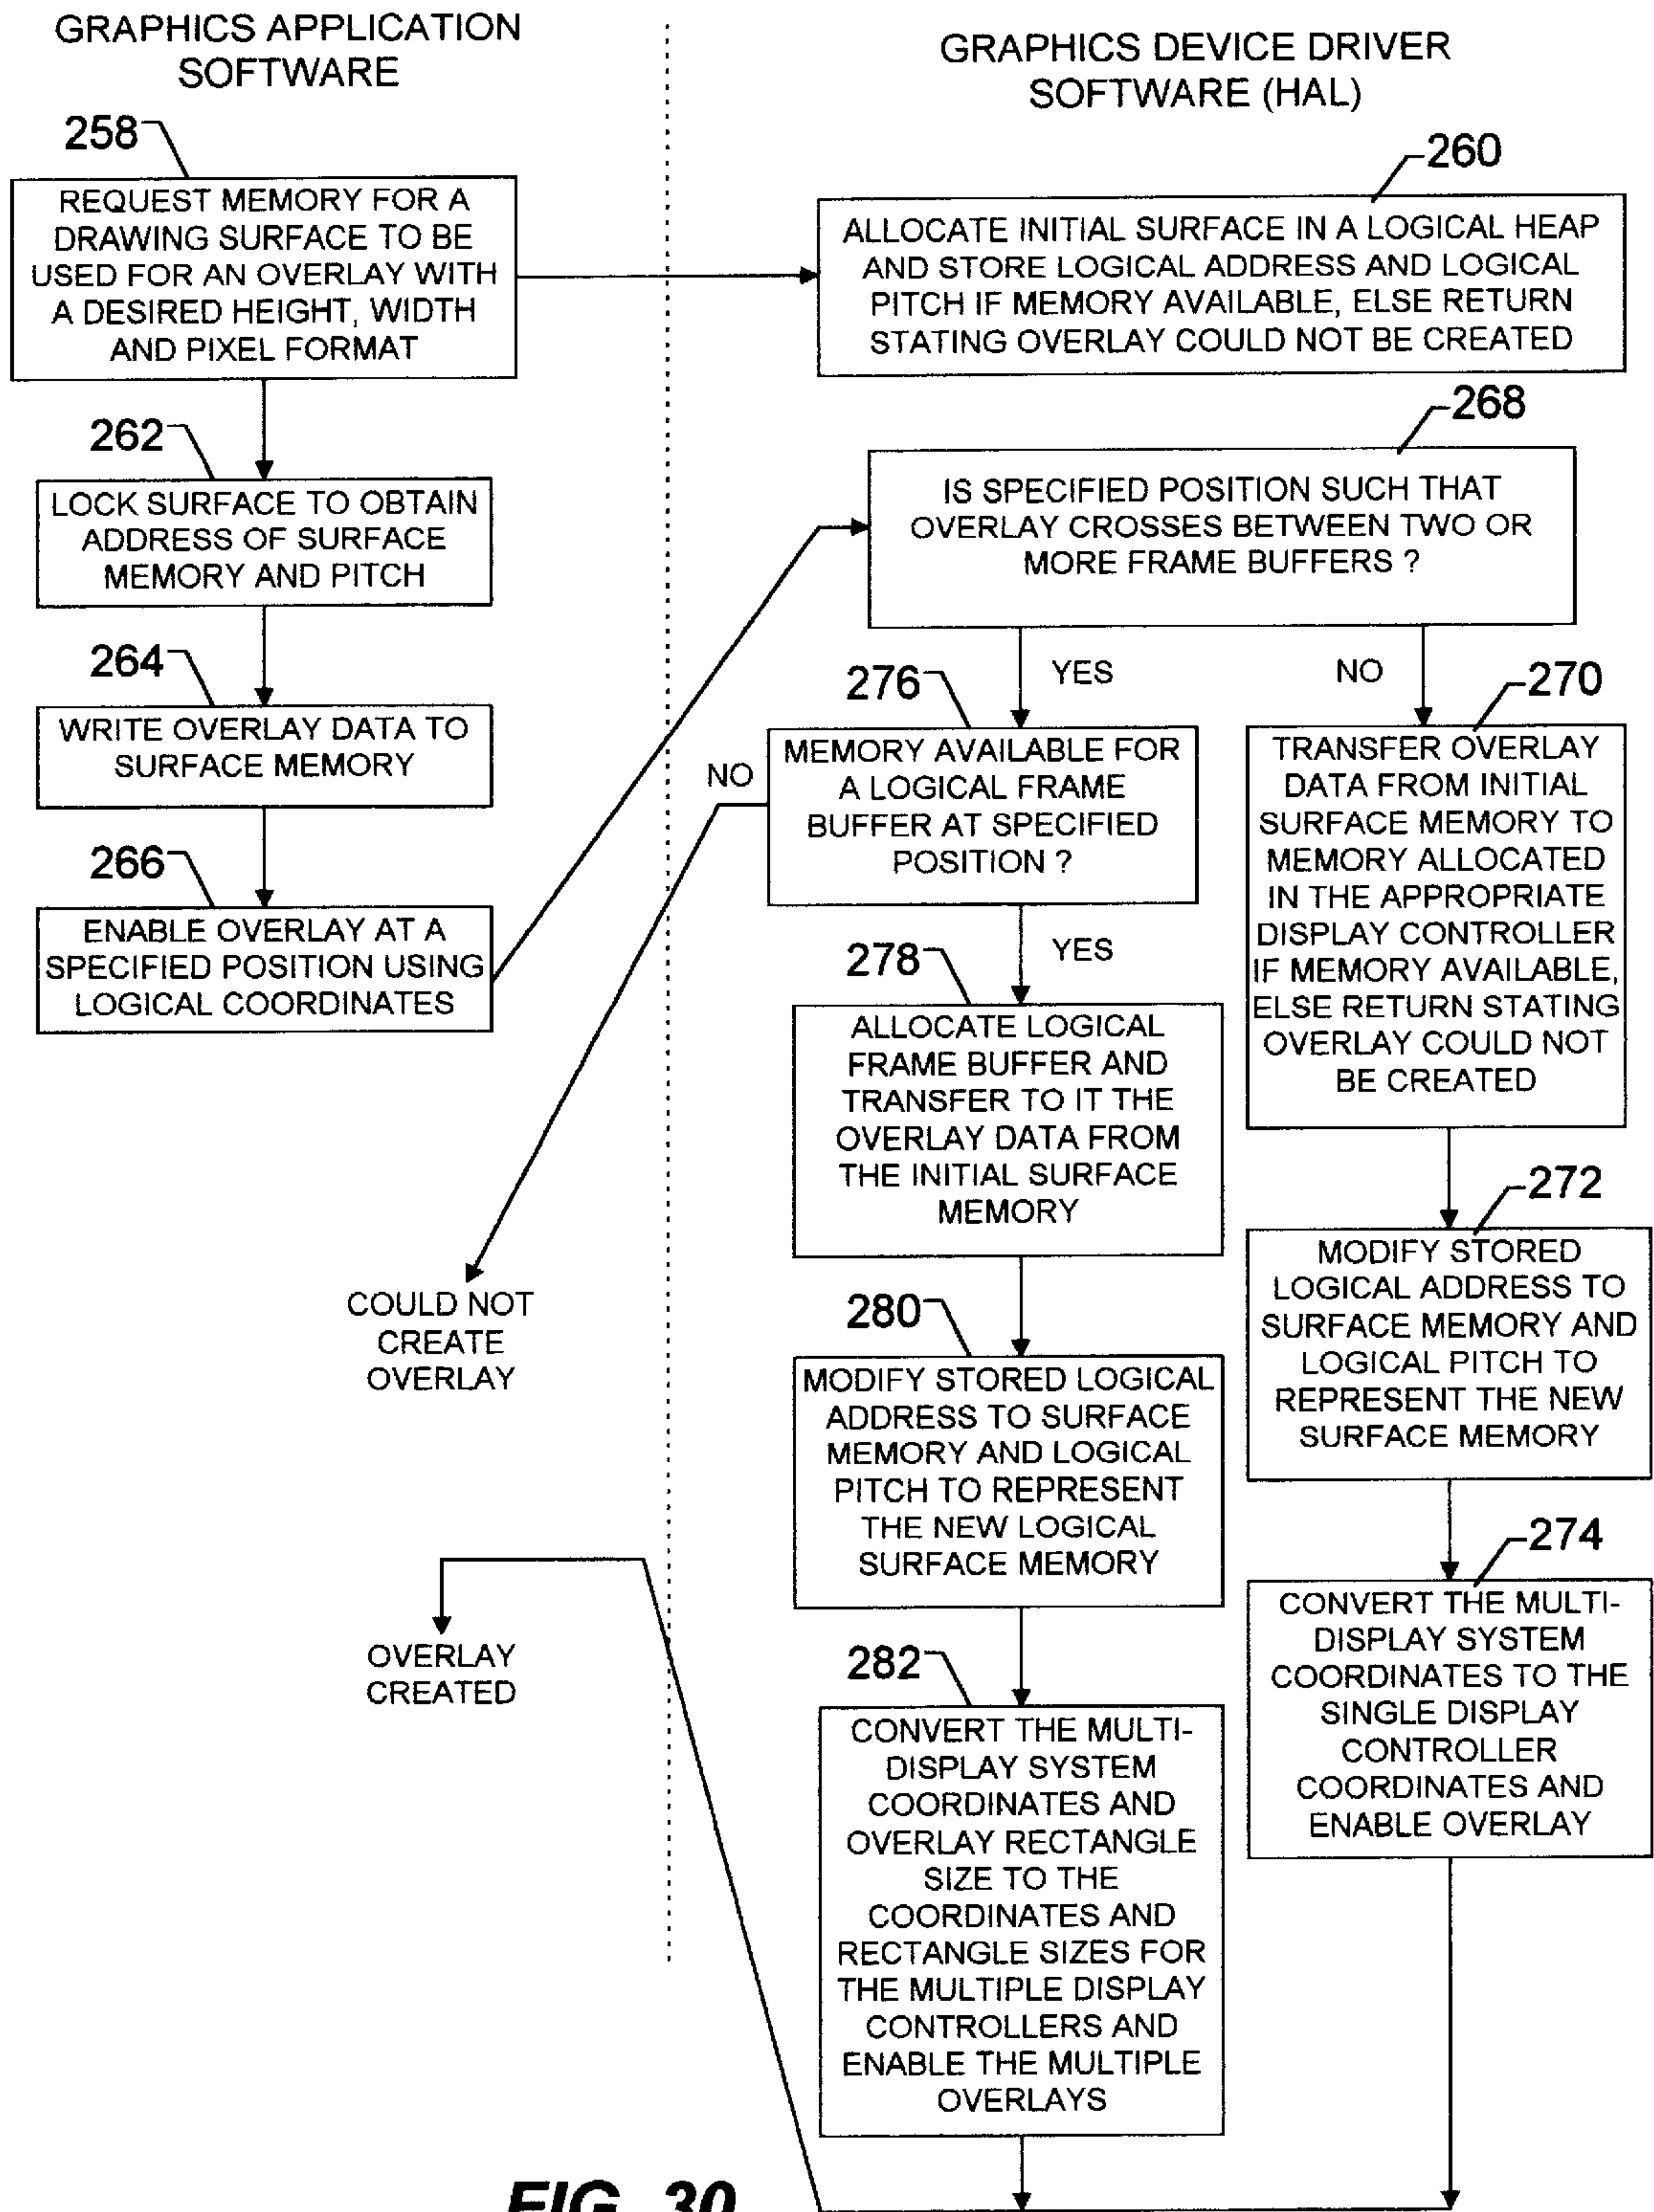 GRAPHICS APPLICATION
SOFTWARE
GRAPHICS DEVICE DRIVER
SOFTWARE (HAL)
258
REQUEST MEMORY FOR A
DRAWING SURFACE TO BE
USED FOR AN OVERLAY WITH
A DESIRED HEIGHT, WIDTH
AND PIXEL FORMAT
260
ALLOCATE INITIAL SURFACE IN A LOGICAL HEAP
AND STORE LOGICAL ADDRESS AND LOGICAL
PITCH IF MEMORY AVAILABLE, ELSE RETURN
STATING OVERLAY COULD NOT BE CREATED
262
LOCK SURFACE TO OBTAIN
ADDRESS OF SURFACE
MEMORY AND PITCH
264
WRITE OVERLAY DATA TO
SURFACE MEMORY
266
ENABLE OVERLAY AT A
SPECIFIED POSITION USING
LOGICAL COORDINATES
268
IS SPECIFIED POSITION SUCH THAT
OVERLAY CROSSES BETWEEN TWO OR
MORE FRAME BUFFERS ?
YES
NO
276
MEMORY AVAILABLE FOR
A LOGICAL FRAME
BUFFER AT SPECIFIED
POSITION ?
NO
YES
COULD NOT
CREATE
OVERLAY
278
ALLOCATE LOGICAL
FRAME BUFFER AND
TRANSFER TO IT THE
OVERLAY DATA FROM
THE INITIAL SURFACE
MEMORY
280
MODIFY STORED LOGICAL
ADDRESS TO SURFACE
MEMORY AND LOGICAL
PITCH TO REPRESENT
THE NEW LOGICAL
SURFACE MEMORY
282
CONVERT THE MULTI-
DISPLAY SYSTEM
COORDINATES AND
OVERLAY RECTANGLE
SIZE TO THE
COORDINATES AND
RECTANGLE SIZES FOR
THE MULTIPLE DISPLAY
CONTROLLERS AND
ENABLE THE MULTIPLE
OVERLAYS
270
TRANSFER OVERLAY
DATA FROM INITIAL
SURFACE MEMORY TO
MEMORY ALLOCATED
IN THE APPROPRIATE
DISPLAY CONTROLLER
IF MEMORY AVAILABLE,
ELSE RETURN STATING
OVERLAY COULD NOT
BE CREATED
272
MODIFY STORED
LOGICAL ADDRESS TO
SURFACE MEMORY AND
LOGICAL PITCH TO
REPRESENT THE NEW
SURFACE MEMORY
274
CONVERT THE MULTI-
DISPLAY SYSTEM
COORDINATES TO THE
SINGLE DISPLAY
CONTROLLER
COORDINATES AND
ENABLE OVERLAY
OVERLAY
CREATED
FIG. 30